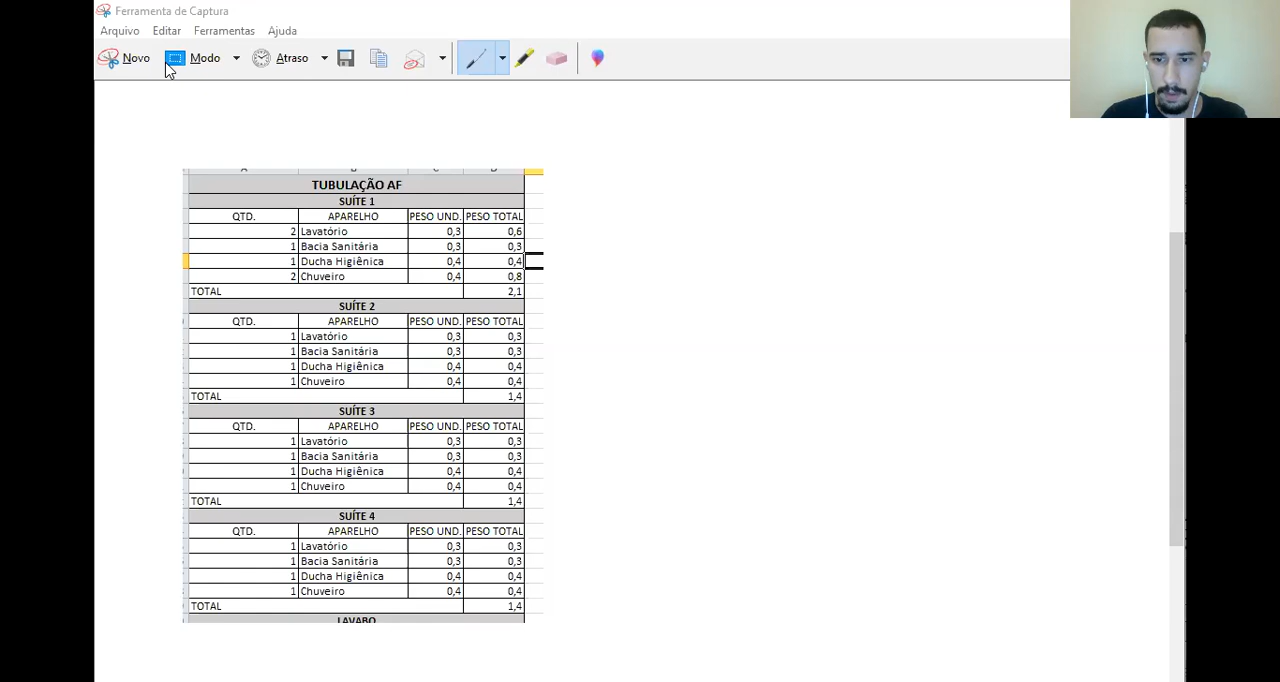 Ferramenta de Captura
Arquivo Editar Ferramentas Ajuda
Novo Modo Atraso
TUBULAÇÃO AF
SUÍTE 1
QTD. APARELHO PESO UND. PESO TOTAL
2 Lavatório 0,3 0,6
1 Bacia Sanitária 0,3 0,3
1 Ducha Higiênica 0,4 0,4
2 Chuveiro 0,4 0,8
TOTAL 2,1
SUÍTE 2
QTD. APARELHO PESO UND. PESO TOTAL
1 Lavatório 0,3 0,3
1 Bacia Sanitária 0,3 0,3
1 Ducha Higiênica 0,4 0,4
1 Chuveiro 0,4 0,4
TOTAL 1,4
SUÍTE 3
QTD. APARELHO PESO UND. PESO TOTAL
1 Lavatório 0,3 0,3
1 Bacia Sanitária 0,3 0,3
1 Ducha Higiênica 0,4 0,4
1 Chuveiro 0,4 0,4
TOTAL 1,4
SUÍTE 4
QTD. APARELHO PESO UND. PESO TOTAL
1 Lavatório 0,3 0,3
1 Bacia Sanitária 0,3 0,3
1 Ducha Higiênica 0,4 0,4
1 Chuveiro 0,4 0,4
TOTAL 1,4
LAVABO